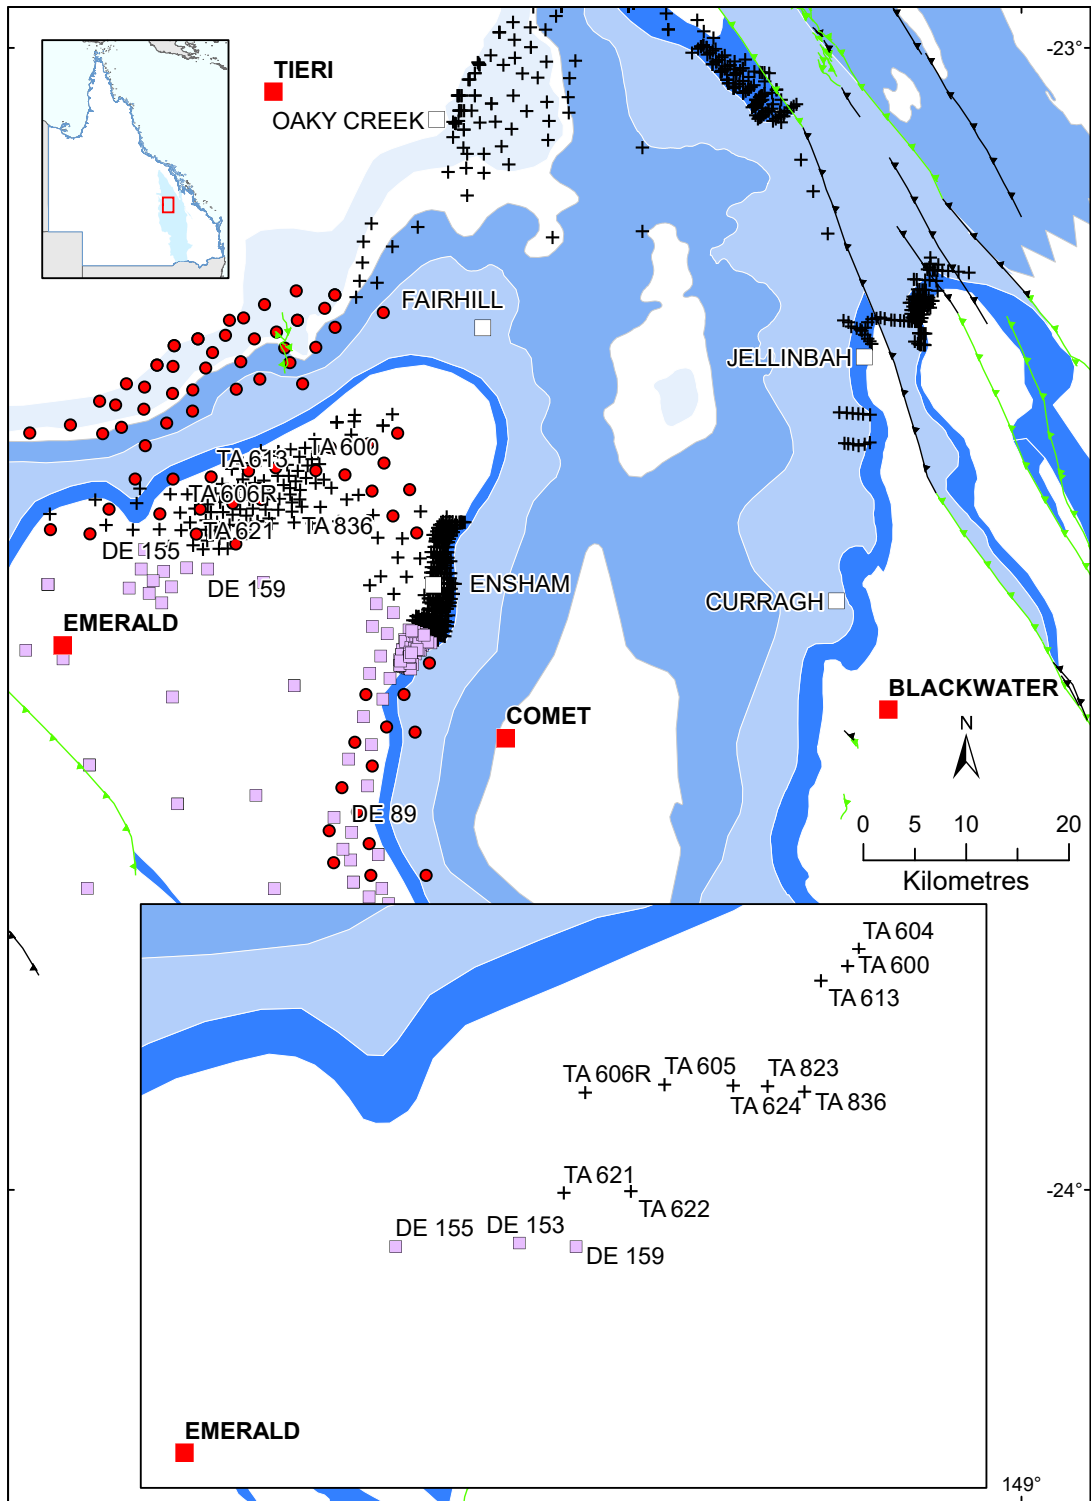 -23°
TIERI
OAKY CREEK
FAIRHILL
JELLINBAH
TA 613
TA 600
TA 606R
TA 621
TA 836
DE 155
DE 159
ENSHAM
CURRAGH
EMERALD
BLACKWATER
COMET
N
DE 89
0 5 10 20
Kilometres
TA 604
TA 600
TA 613
TA 606R
TA 605
TA 823
TA 624
TA 836
TA 621
TA 622
-24°
DE 155
DE 153
DE 159
EMERALD
149°